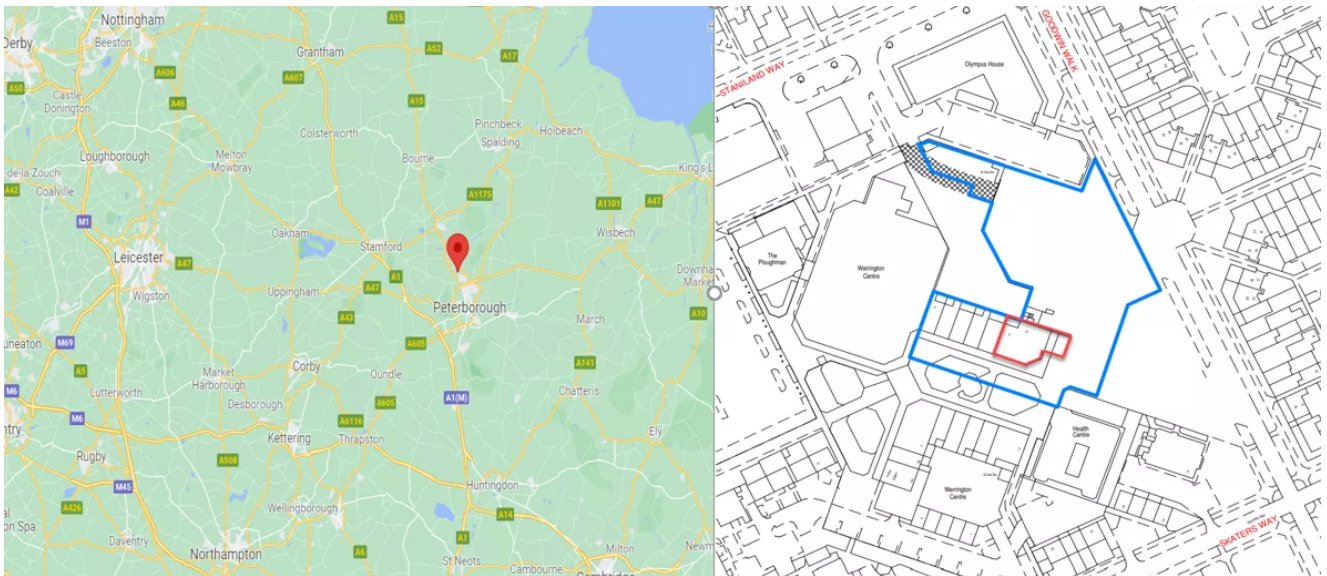 Nottingham
Beeston
Derby
A50
Castle
Donington
A606
A46
Loughborough
-de-la-Zouch
A42
Coalville
M1
Leicester
Wigston
A47
Melton
Mowbray
Grantham
A607
A52
A15
A17
Colsterworth
Bourne
A15
Pinchbeck
Spalding
Holbeach
King's L
A1175
A1101
A47
Oakham
Stamford
Wisbech
A1
Uppingham
A47
Peterborough
Downha
Market
A10
A43
A605
March
M69
uneaton
A5
M6
Lutterworth
Market
Harborough
Corby
Oundle
A605
A141
Chatteris
Desborough
A1(M)
M6
A6116
Kettering
Thrapston
Ely
Rugby
A508
M45
Huntingdon
A426
on Spa
Wellingborough
A14
Daventry
A6
A1
Northampton
St Neots
Cambourne
Milton
Newm
Cambridge
STANILAND WAY
GOODWIN WALK
Olympus House
The
Ploughman
Werrington
Centre
Health
Centre
Werrington
Centre
SKATERS WAY